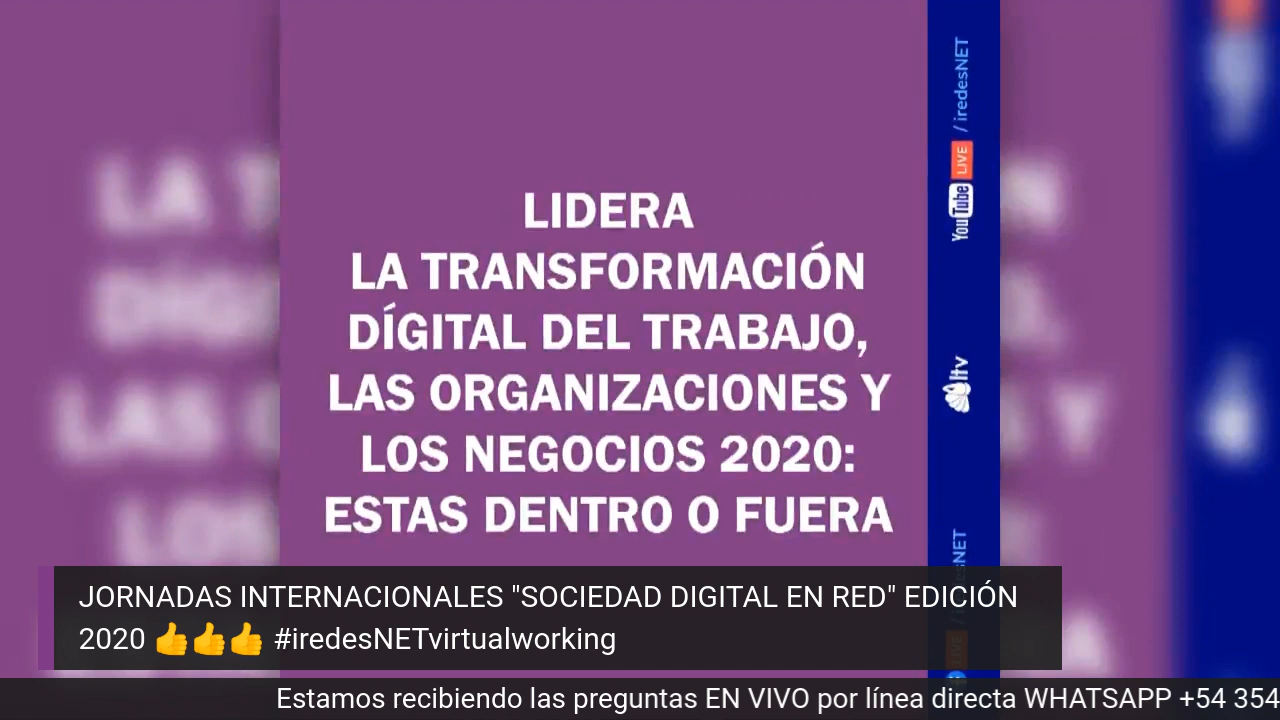 LIDERA
LA TRANSFORMACIÓN
DÍGITAL DEL TRABAJO,
LAS ORGANIZACIONES Y
LOS NEGOCIOS 2020:
ESTAS DENTRO O FUERA
YouTube LIVE / iredesNET
ltv
JORNADAS INTERNACIONALES "SOCIEDAD DIGITAL EN RED" EDICIÓN
2020 👍👍👍 #iredesNETvirtualworking
Estamos recibiendo las preguntas EN VIVO por línea directa WHATSAPP +54 354